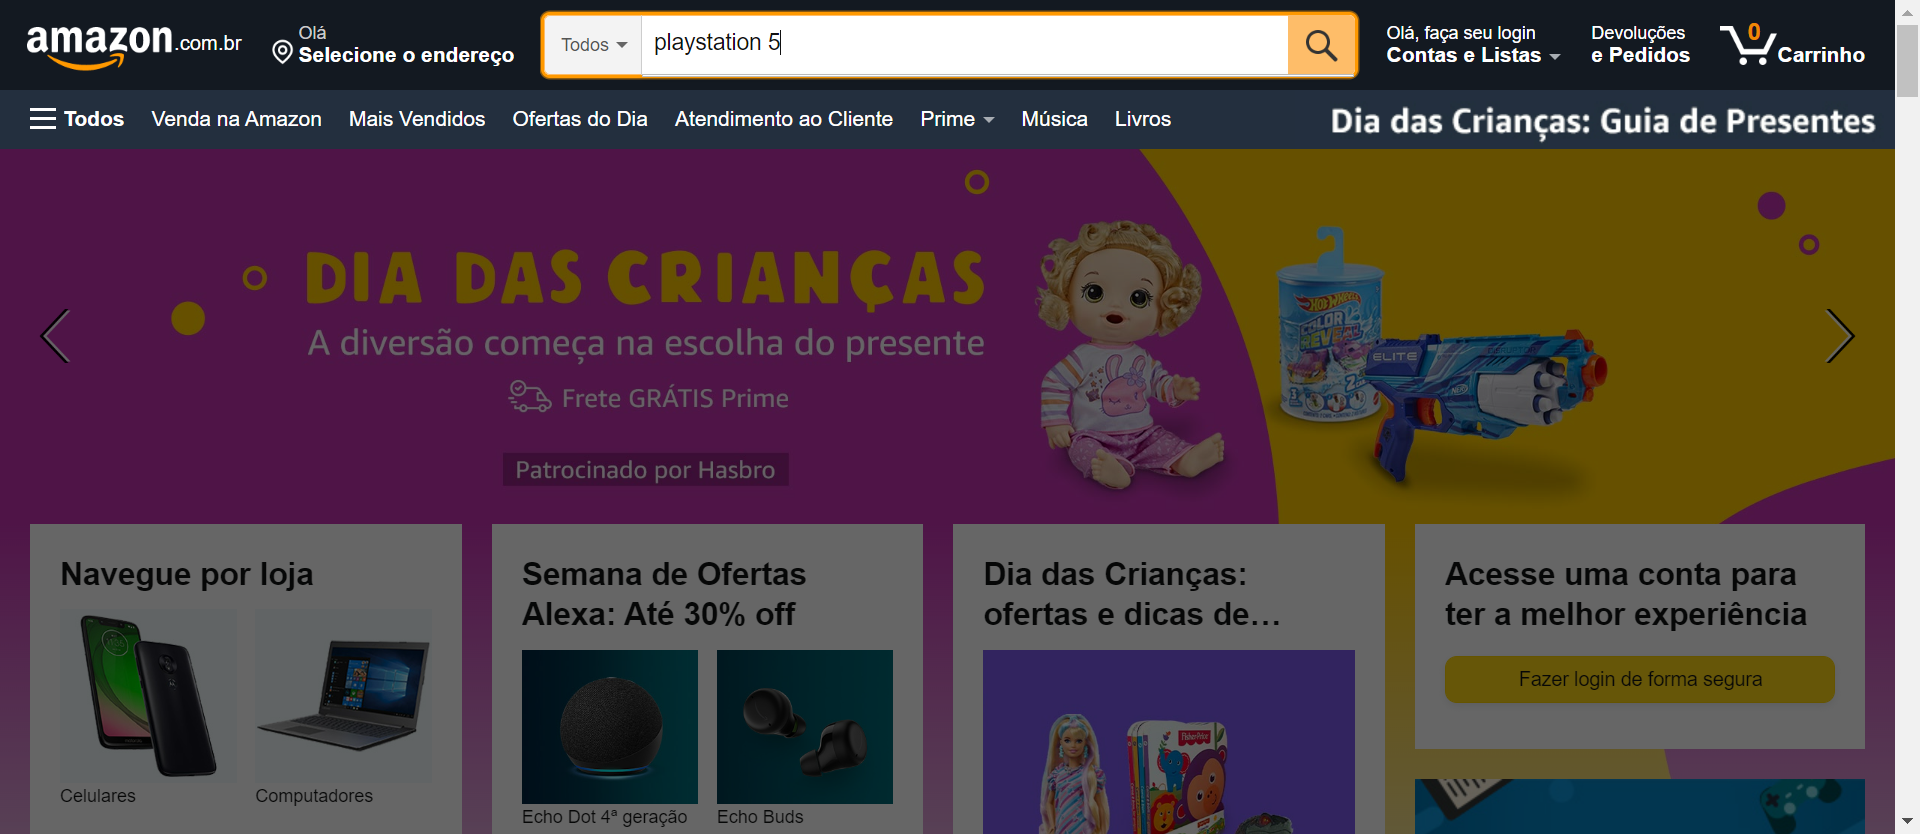 amazon.com.br
Olá
Selecione o endereço
Todos
playstation 5
Olá, faça seu login
Contas e Listas
Devoluções
e Pedidos
0
Carrinho
Todos
Venda na Amazon
Mais Vendidos
Ofertas do Dia
Atendimento ao Cliente
Prime
Música
Livros
Dia das Crianças: Guia de Presentes
DIA DAS CRIANÇAS
A diversão começa na escolha do presente
Frete GRÁTIS Prime
Patrocinado por Hasbro
HOT WHEELS
COLOR
REVEAL
ELITE
NERF
Navegue por loja
Celulares
Computadores
Semana de Ofertas
Alexa: Até 30% off
Echo Dot 4ª geração
Echo Buds
Dia das Crianças:
ofertas e dicas de…
Fisher-Price
Acesse uma conta para
ter a melhor experiência
Fazer login de forma segura